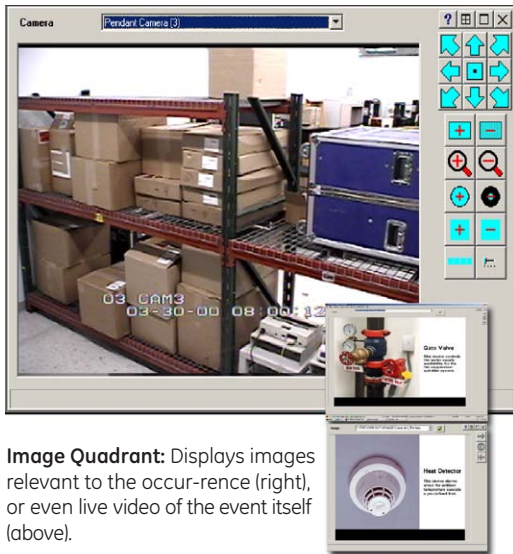 Camera
Pendant Camera (3)
?
03 CAM3
03-30-00 08:00:12
Gate Valve
Heat Detector
Image Quadrant: Displays images
relevant to the occur-rence (right),
or even live video of the event itself
(above).